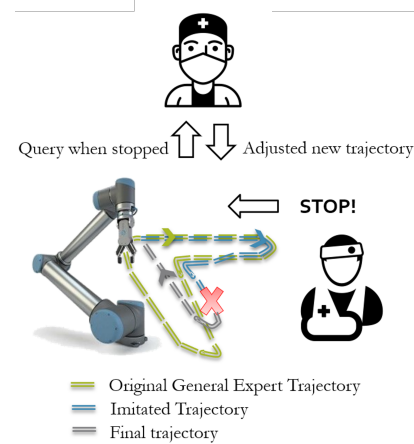 Query when stopped
Adjusted new trajectory
STOP!
Original General Expert Trajectory
Imitated Trajectory
Final trajectory